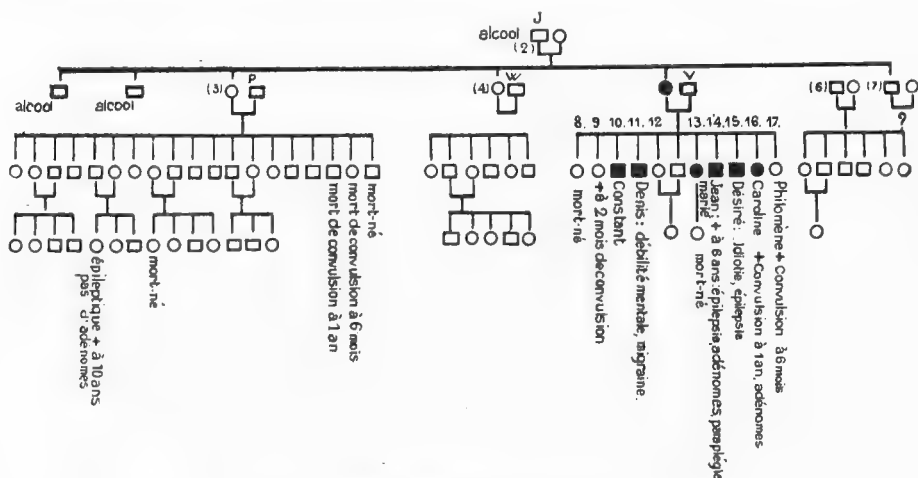 J
alcool
(2)
P
W
V
(3)
(4)
(6)
(7)
alcool
alcool
?
8. 9. 10. 11. 12 13. 14. 15. 16. 17.
mort-né
épileptique + à 10 ans
pas d'adénomes
mort-né
mort de convulsion à 1 an
mort de convulsion à 6 mois
mort-né
mort-né
+ à 2 mois de convulsion
Constant
Denis: débilité mentale, migraine.
marié
mort-né
Jean: + à 6 ans: épilepsie, adénomes, paraplégie
Désiré: Idiotie, épilepsie
Caroline + Convulsion à 1 an, adénomes
Philomène + Convulsion à 6 mois